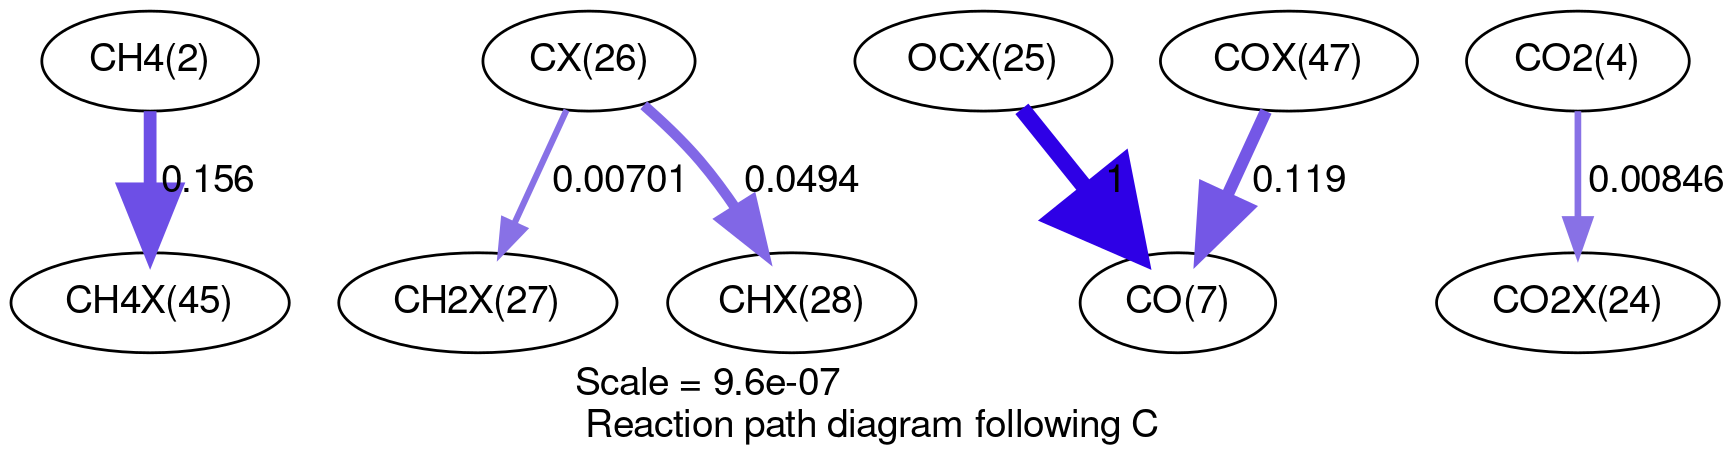 CH4(2)
CX(26)
OCX(25)
COX(47)
CO2(4)
0.156
0.00701
0.0494
1
0.119
0.00846
CH4X(45)
CH2X(27)
CHX(28)
CO(7)
CO2X(24)
Scale = 9.6e-07
Reaction path diagram following C